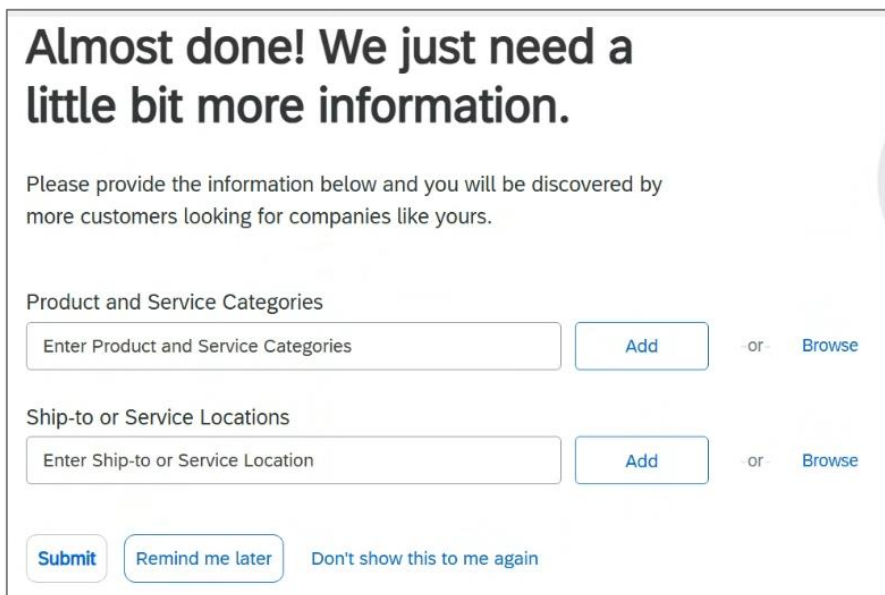 Almost done! We just need a
little bit more information.
Please provide the information below and you will be discovered by
more customers looking for companies like yours.
Product and Service Categories
Enter Product and Service Categories Add -or- Browse
Ship-to or Service Locations
Enter Ship-to or Service Location Add -or- Browse
Submit Remind me later Don't show this to me again